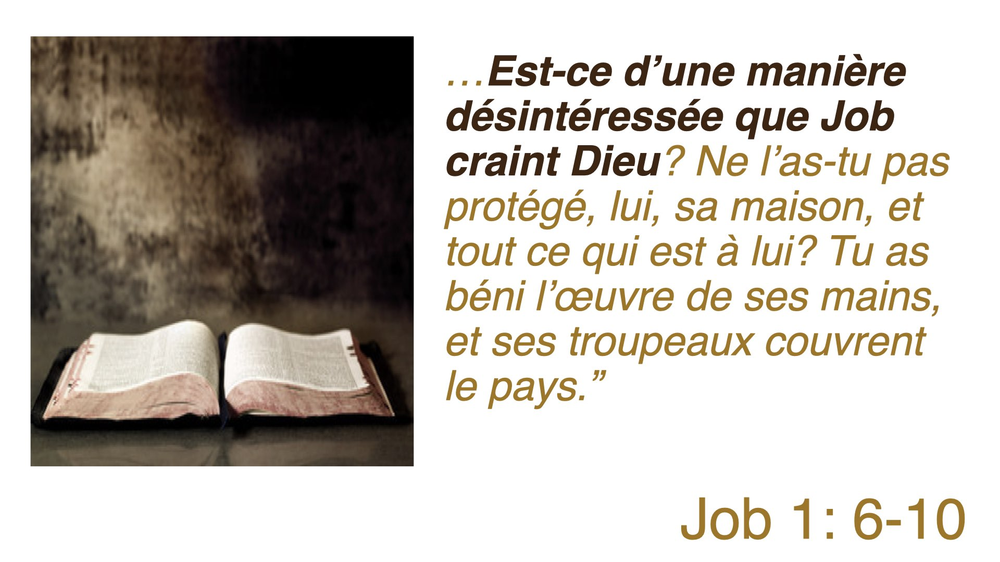 …Est-ce d’une manière
désintéressée que Job
craint Dieu? Ne l’as-tu pas
protégé, lui, sa maison, et
tout ce qui est à lui? Tu as
béni l’œuvre de ses mains,
et ses troupeaux couvrent
le pays.”
Job 1: 6-10